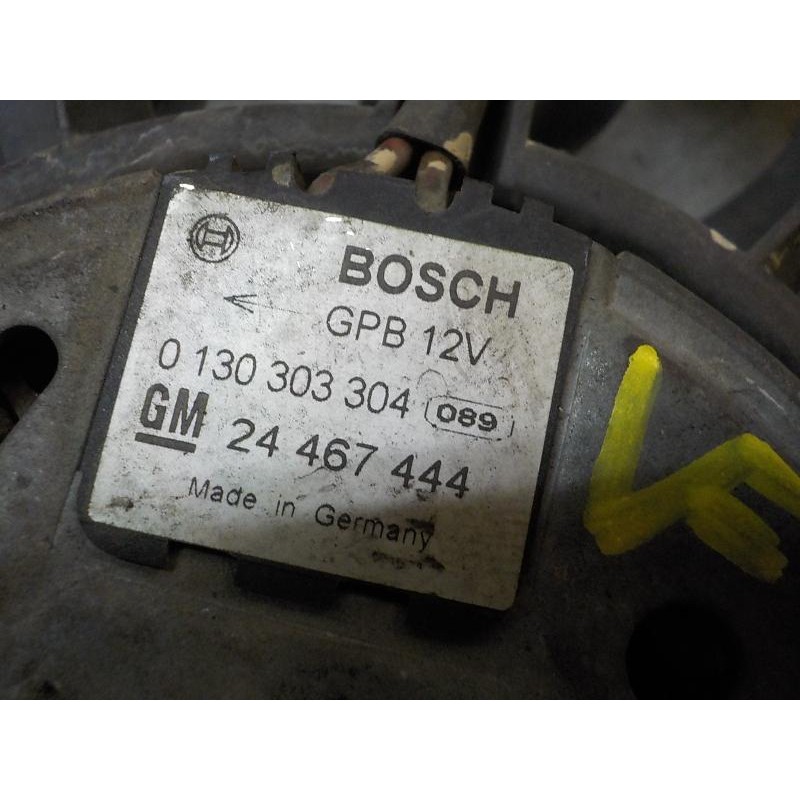 BOSCH
GPB 12V
0 130 303 304 089
GM 24 467 444
Made in Germany